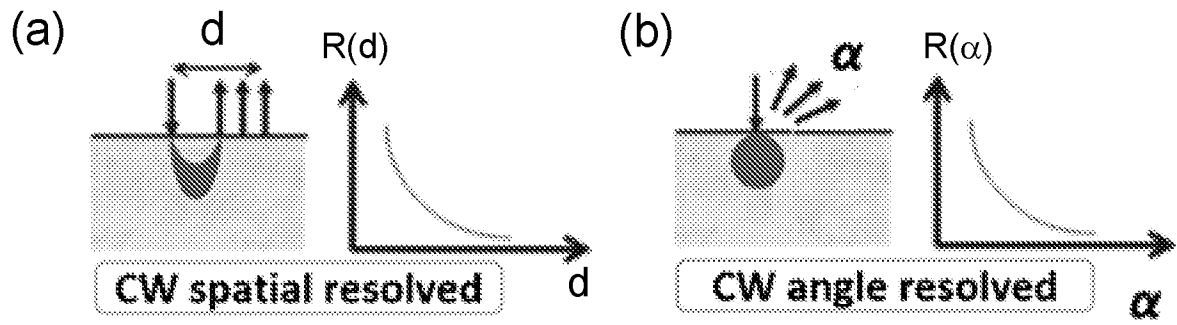 (a)
d
R(d)
d
CW spatial resolved
(b)
α
R(α)
α
CW angle resolved